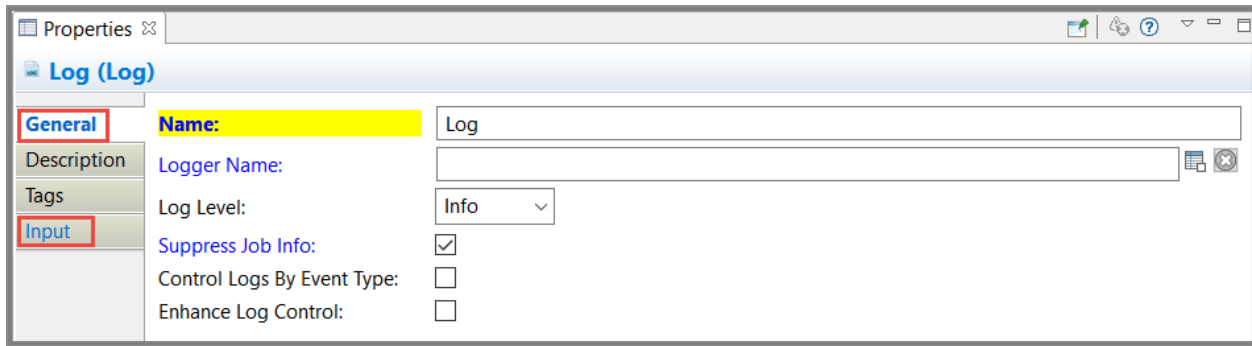 Properties
Log (Log)
General
Description
Tags
Input
Name: Log
Logger Name:
Log Level: Info
Suppress Job Info:
Control Logs By Event Type:
Enhance Log Control: